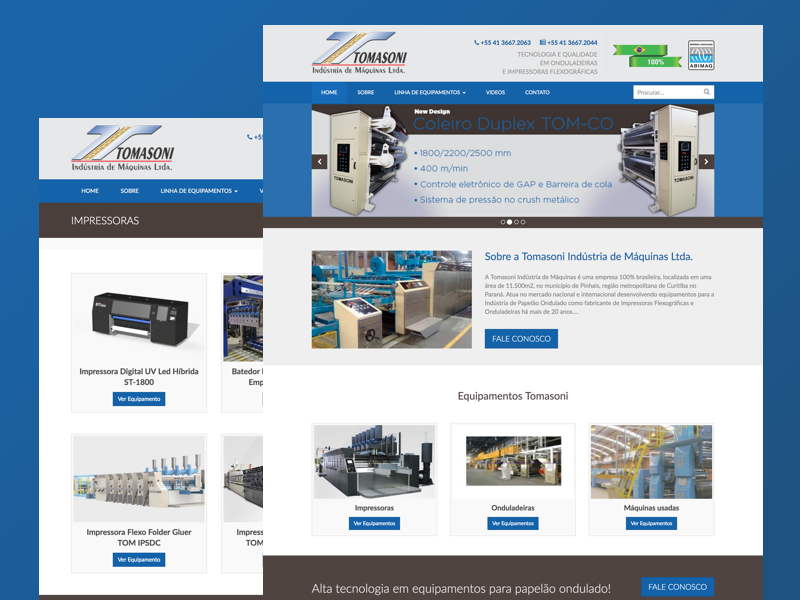 TOMASONI
Indústria de Máquinas Ltda.
+55
HOME
SOBRE
LINHA DE EQUIPAMENTOS
V
IMPRESSORAS
Impressora Digital UV Led Híbrida
ST-1800
Ver Equipamento
Batedor
Emp
Impressora Flexo Folder Gluer
TOM IPSDC
Ver Equipamento
Impress
TOM
TOMASONI
Indústria de Máquinas Ltda.
+55 41 3667.2063
+55 41 3667.2044
TECNOLOGIA E QUALIDADE
EM ONDULADEIRAS
E IMPRESSORAS FLEXOGRÁFICAS
100%
ABIMAQ
HOME
SOBRE
LINHA DE EQUIPAMENTOS
VIDEOS
CONTATO
Procurar...
New Design
Coleiro Duplex TOM-CO
• 1800/2200/2500 mm
• 400 m/min
• Controle eletrônico de GAP e Barreira de cola
• Sistema de pressão no crush metálico
TOMASONI
TOMASONI
Sobre a Tomasoni Indústria de Máquinas Ltda.
A Tomasoni Indústria de Máquinas é uma empresa 100% brasileira, localizada em uma
área de 11.500m2, no município de Pinhais, região metropolitana de Curitiba no
Paraná. Atua no mercado nacional e internacional desenvolvendo equipamentos para a
Indústria de Papelão Ondulado como fabricante de Impressoras Flexográficas e
Onduladeiras há mais de 20 anos....
FALE CONOSCO
Equipamentos Tomasoni
Impressoras
Ver Equipamentos
Onduladeiras
Ver Equipamentos
Máquinas usadas
Ver Equipamentos
Alta tecnologia em equipamentos para papelão ondulado!
FALE CONOSCO